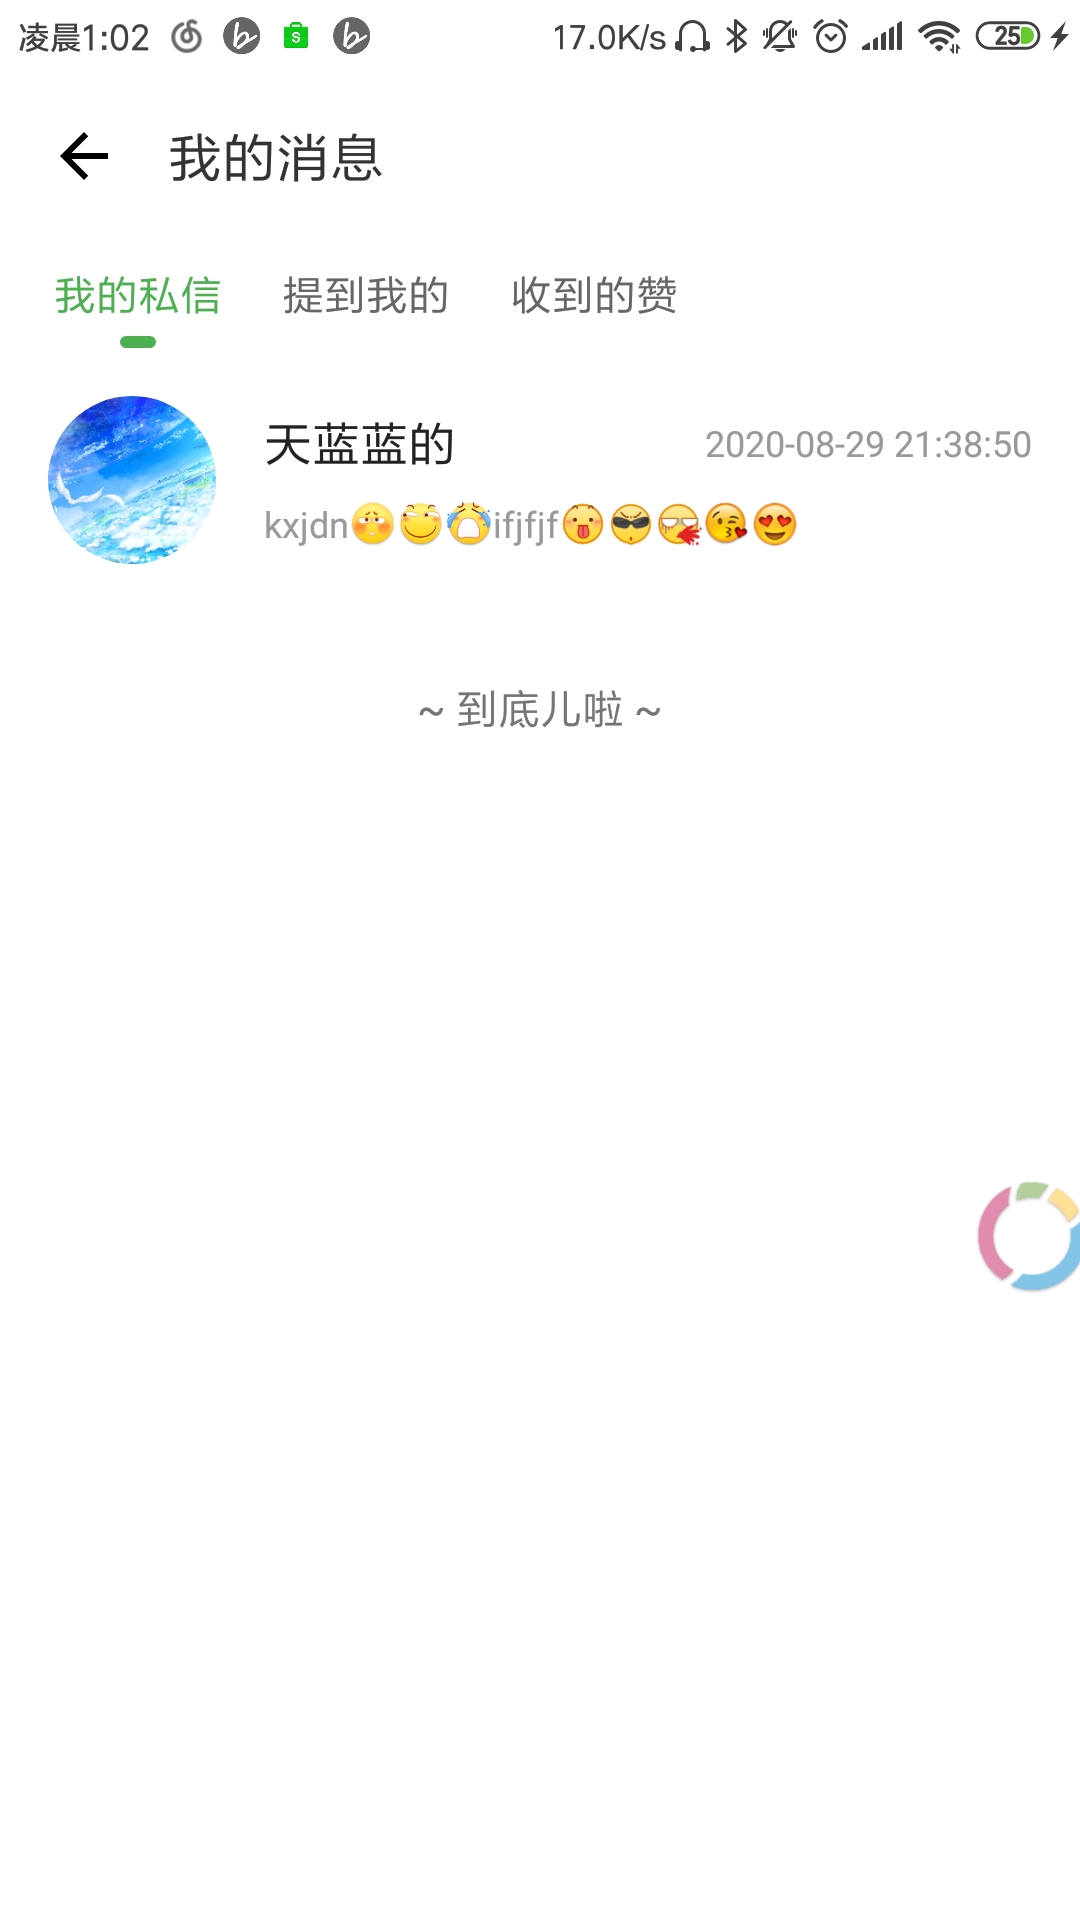 凌晨1:02 17.0K/s 25
我的消息
我的私信 提到我的 收到的赞
天蓝蓝的 2020-08-29 21:38:50
kxjdn😳😏😭ifjfjf😛😎🤮😘😍
~ 到底儿啦 ~